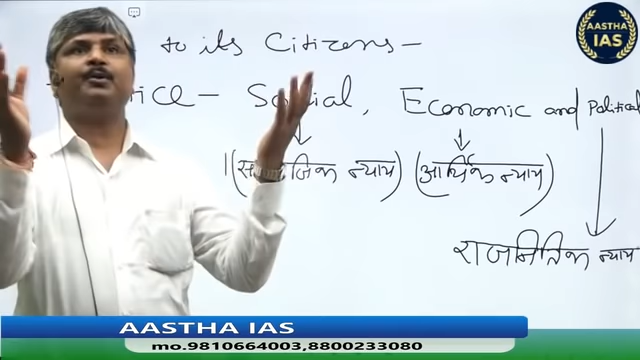 AASTHA
IAS
to its Citizens -
- Social, Economic and Political
(आर्थिक न्याय)
राजनितिक न्याय
AASTHA IAS
mo.9810664003,8800233080